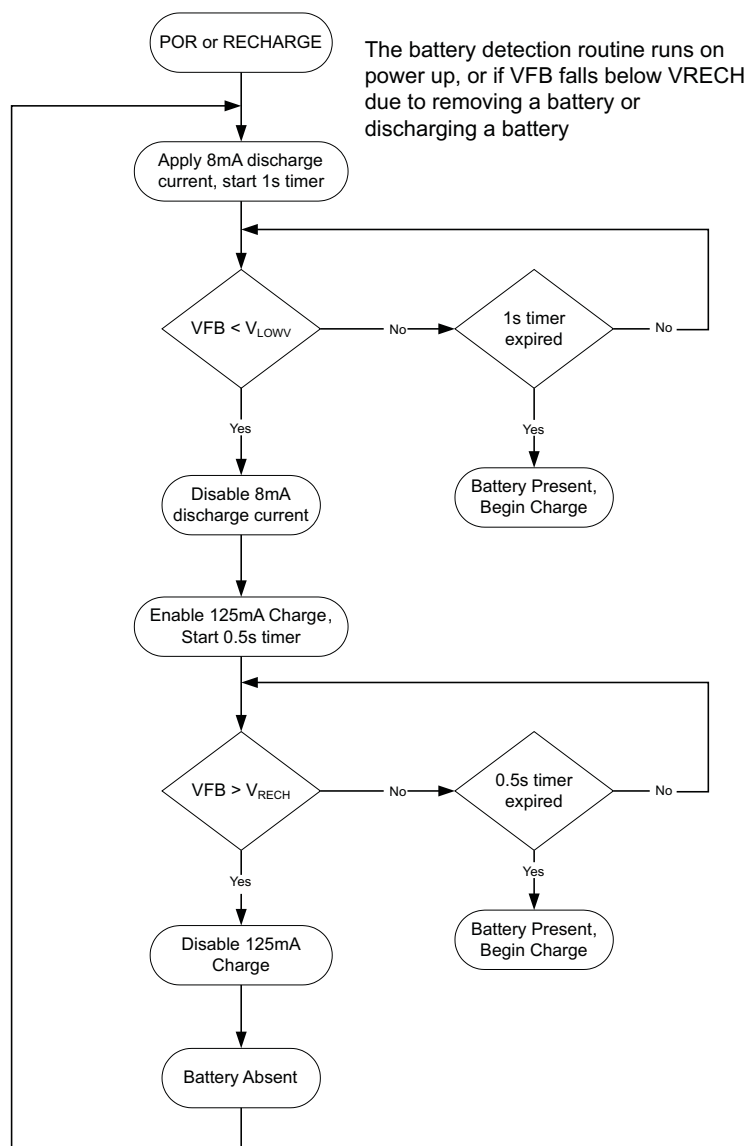 POR or RECHARGE
The battery detection routine runs on
power up, or if VFB falls below VRECH
due to removing a battery or
discharging a battery
Apply 8mA discharge
current, start 1s timer
VFB < VLOWV
No
1s timer
expired
No
Yes
Yes
Disable 8mA
discharge current
Battery Present,
Begin Charge
Enable 125mA Charge,
Start 0.5s timer
VFB > VRECH
No
0.5s timer
expired
No
Yes
Yes
Disable 125mA
Charge
Battery Present,
Begin Charge
Battery Absent